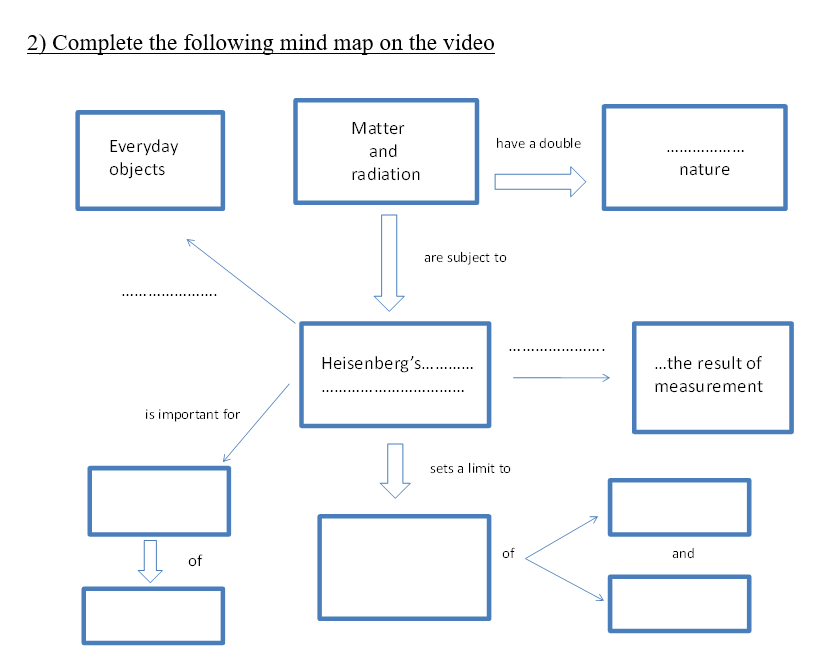 2) Complete the following mind map on the video
Everyday
objects
Matter
and
radiation
have a double
..................
nature
are subject to
......................
Heisenberg's............
.................................
......................
...the result of
measurement
is important for
sets a limit to
of
of
and